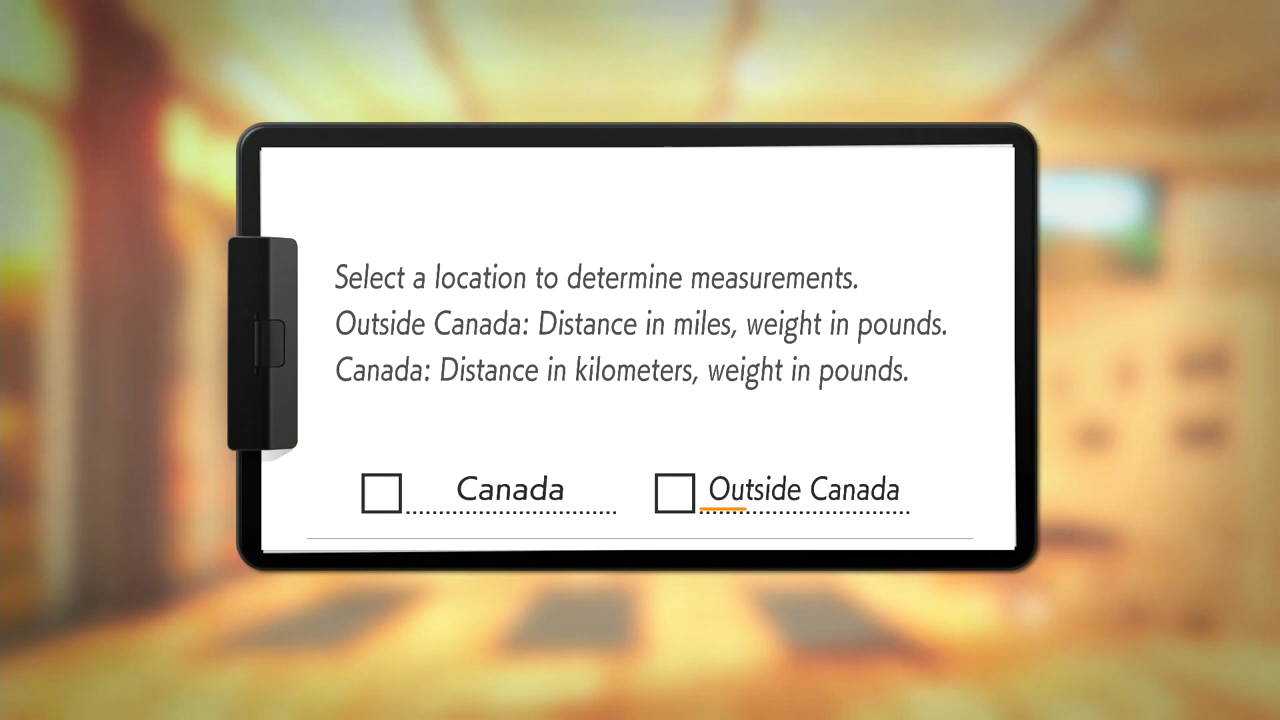 Select a location to determine measurements.
Outside Canada: Distance in miles, weight in pounds.
Canada: Distance in kilometers, weight in pounds.
Canada
Outside Canada